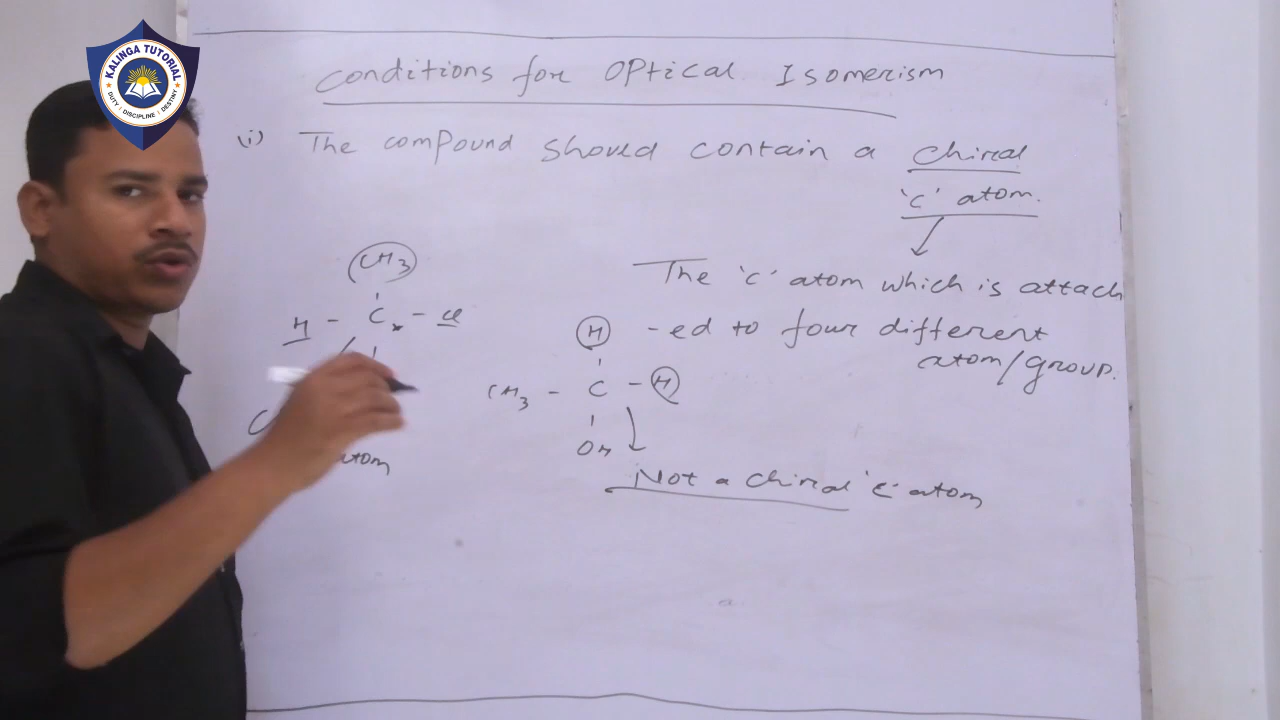 KALINGA TUTORIAL
DUTY | DISCIPLINE | DESTINY
Conditions for Optical Isomerism
(i) The compound should contain a chiral
'c' atom.
The 'c' atom which is attach
-ed to four different
atom/group.
CH3
H - C* - Cl
H
CH3 - C - H
OH
atom
Not a chiral 'c' atom